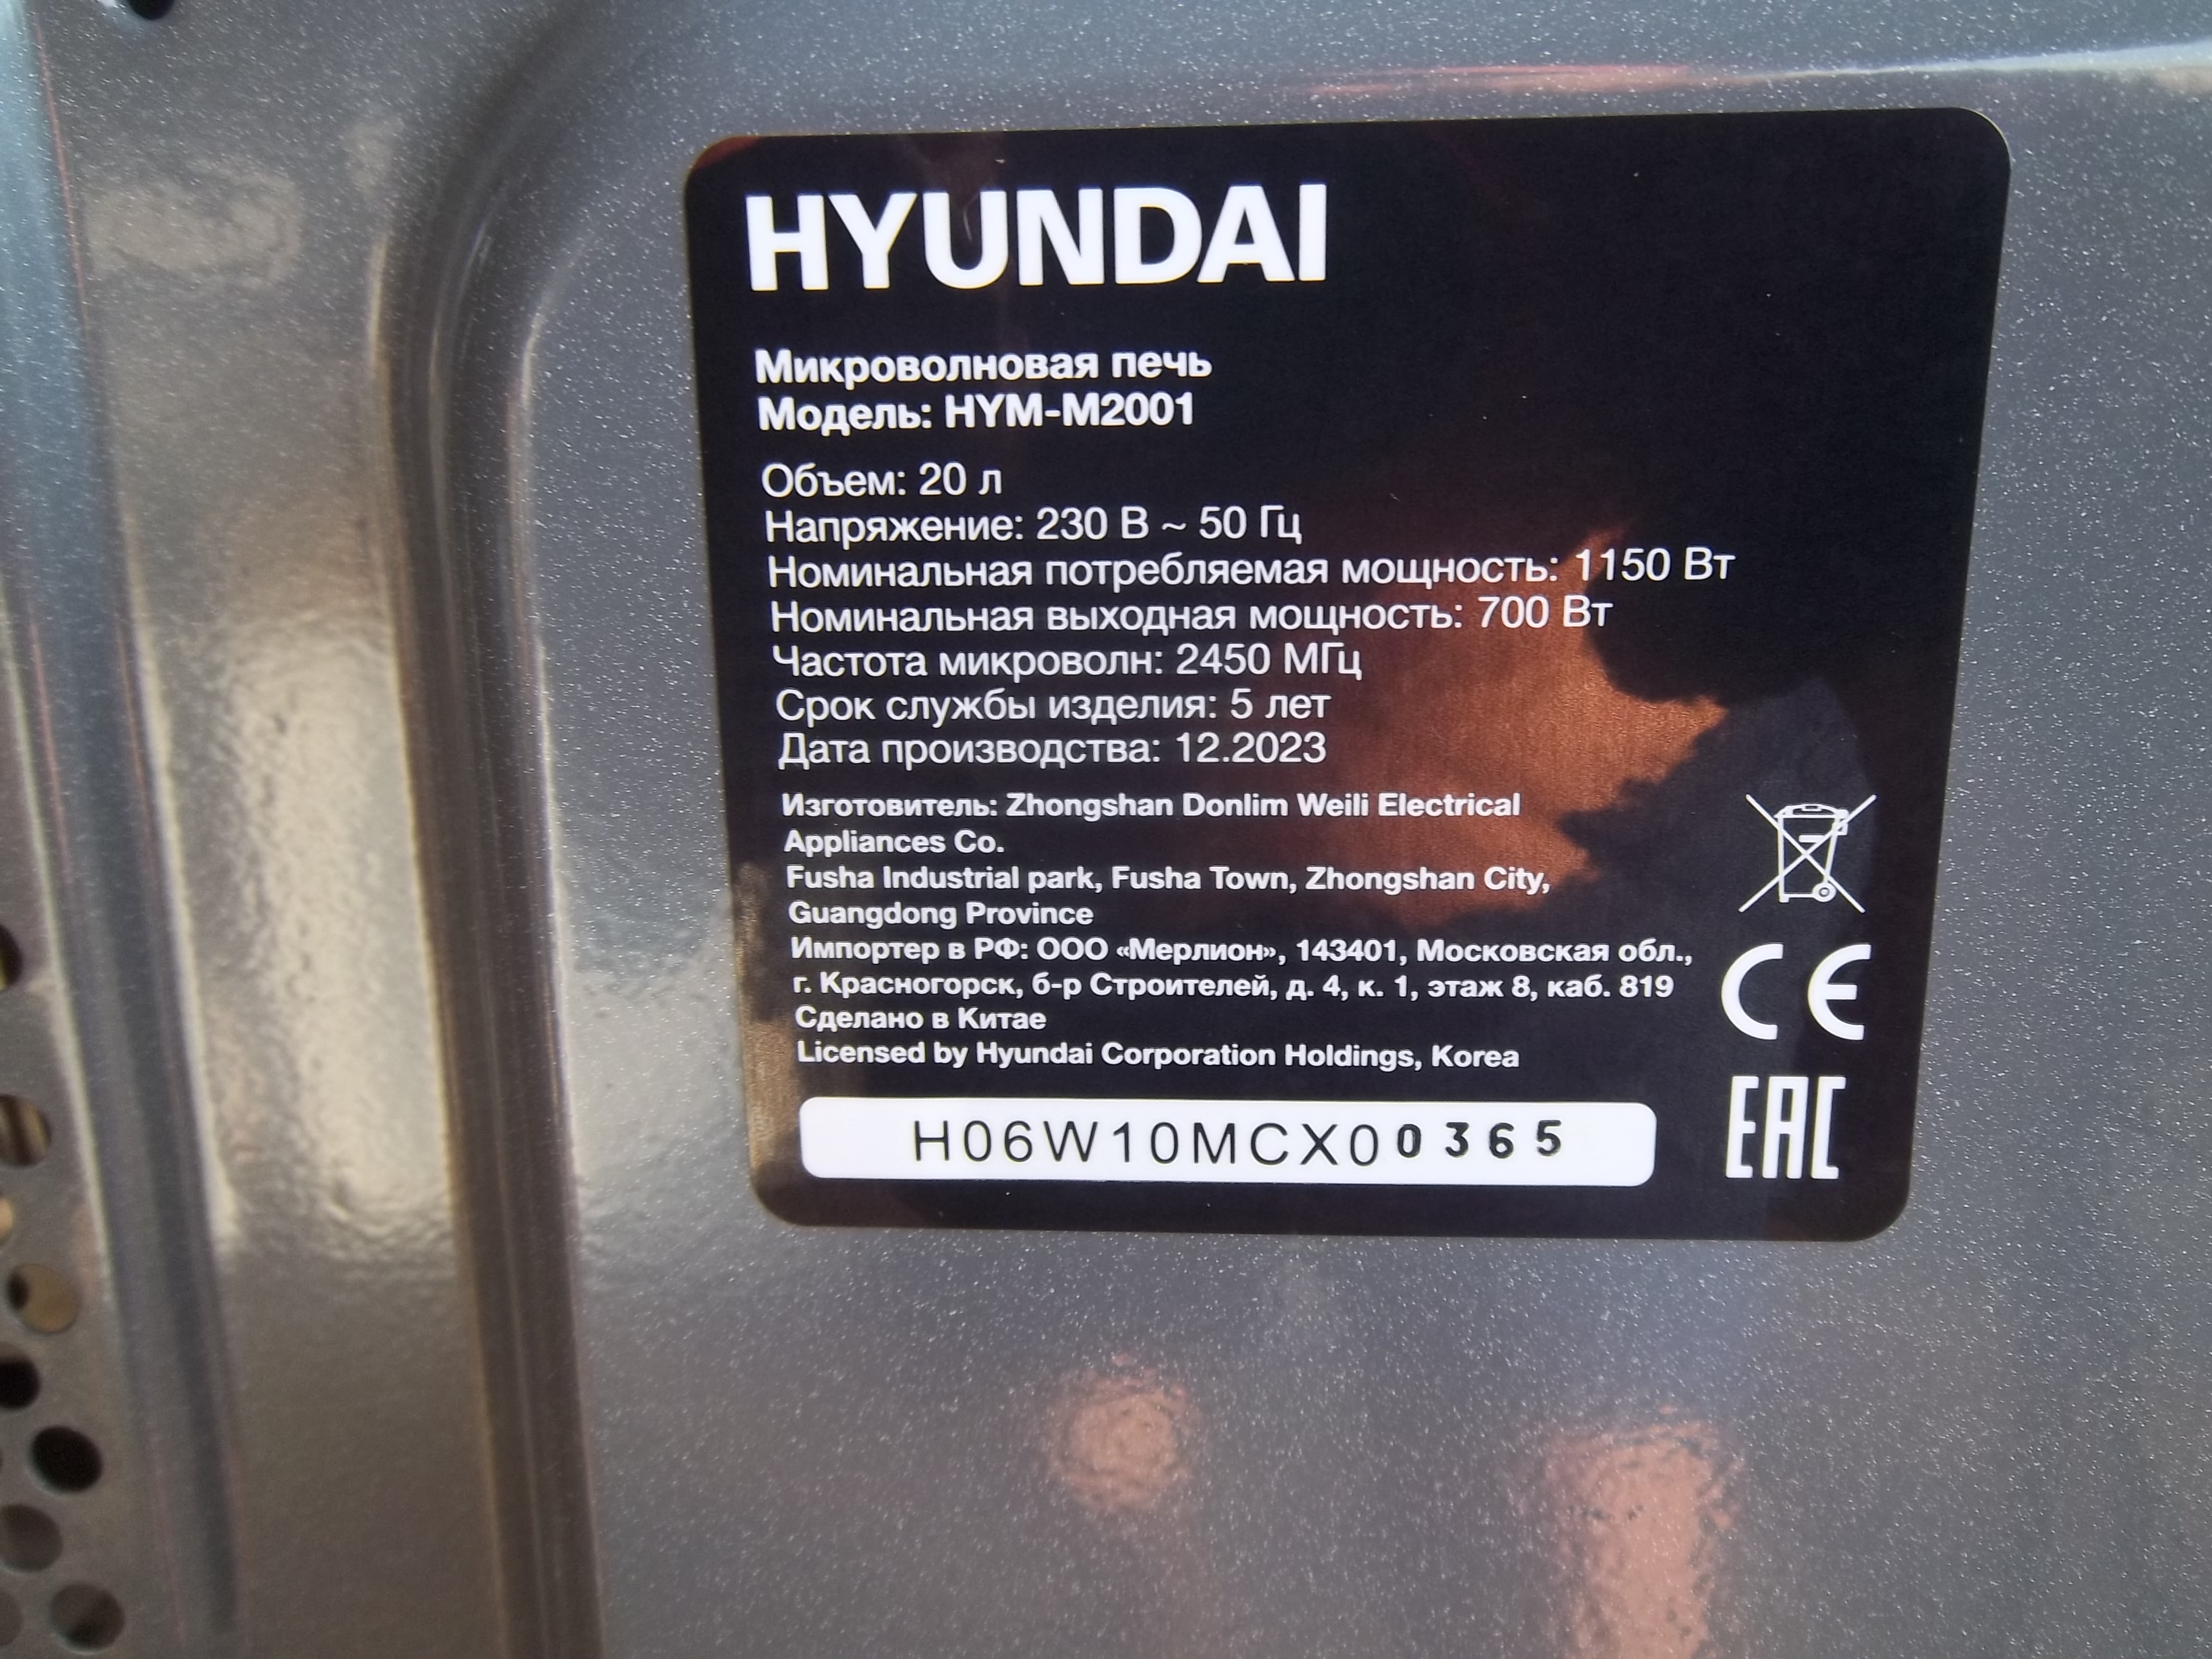 HYUNDAI
Микроволновая печь
Модель: HYM-M2001
Объем: 20 л
Напряжение: 230 В ~ 50 Гц
Номинальная потребляемая мощность: 1150 Вт
Номинальная выходная мощность: 700 Вт
Частота микроволн: 2450 МГц
Срок службы изделия: 5 лет
Дата производства: 12.2023
Изготовитель: Zhongshan Donlim Weili Electrical
Appliances Co.
Fusha Industrial park, Fusha Town, Zhongshan City,
Guangdong Province
Импортер в РФ: ООО «Мерлион», 143401, Московская обл.,
г. Красногорск, б-р Строителей, д. 4, к. 1, этаж 8, каб. 819
Сделано в Китае
Licensed by Hyundai Corporation Holdings, Korea
CE
EAC
H06W10MCX00365